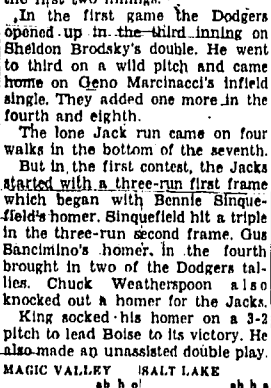 the first two innings.
In the first game the Dodgers
opened up in the third inning on
Sheldon Brodsky's double. He went
to third on a wild pitch and came
home on Geno Marcinacci's infield
single. They added one more in the
fourth and eighth.
The lone Jack run came on four
walks in the bottom of the seventh.
But in the first contest, the Jacks
started with a three-run first frame
which began with Bennie Sinque-
field's homer. Sinquefield hit a triple
in the three-run second frame. Gus
Bancimino's homer in the fourth
brought in two of the Dodgers tal-
lies. Chuck Weatherspoon also
knocked out a homer for the Jacks.
King socked his homer on a 3-2
pitch to lead Boise to its victory. He
also made an unassisted double play.
MAGIC VALLEY |SALT LAKE
ab h o| ab h o